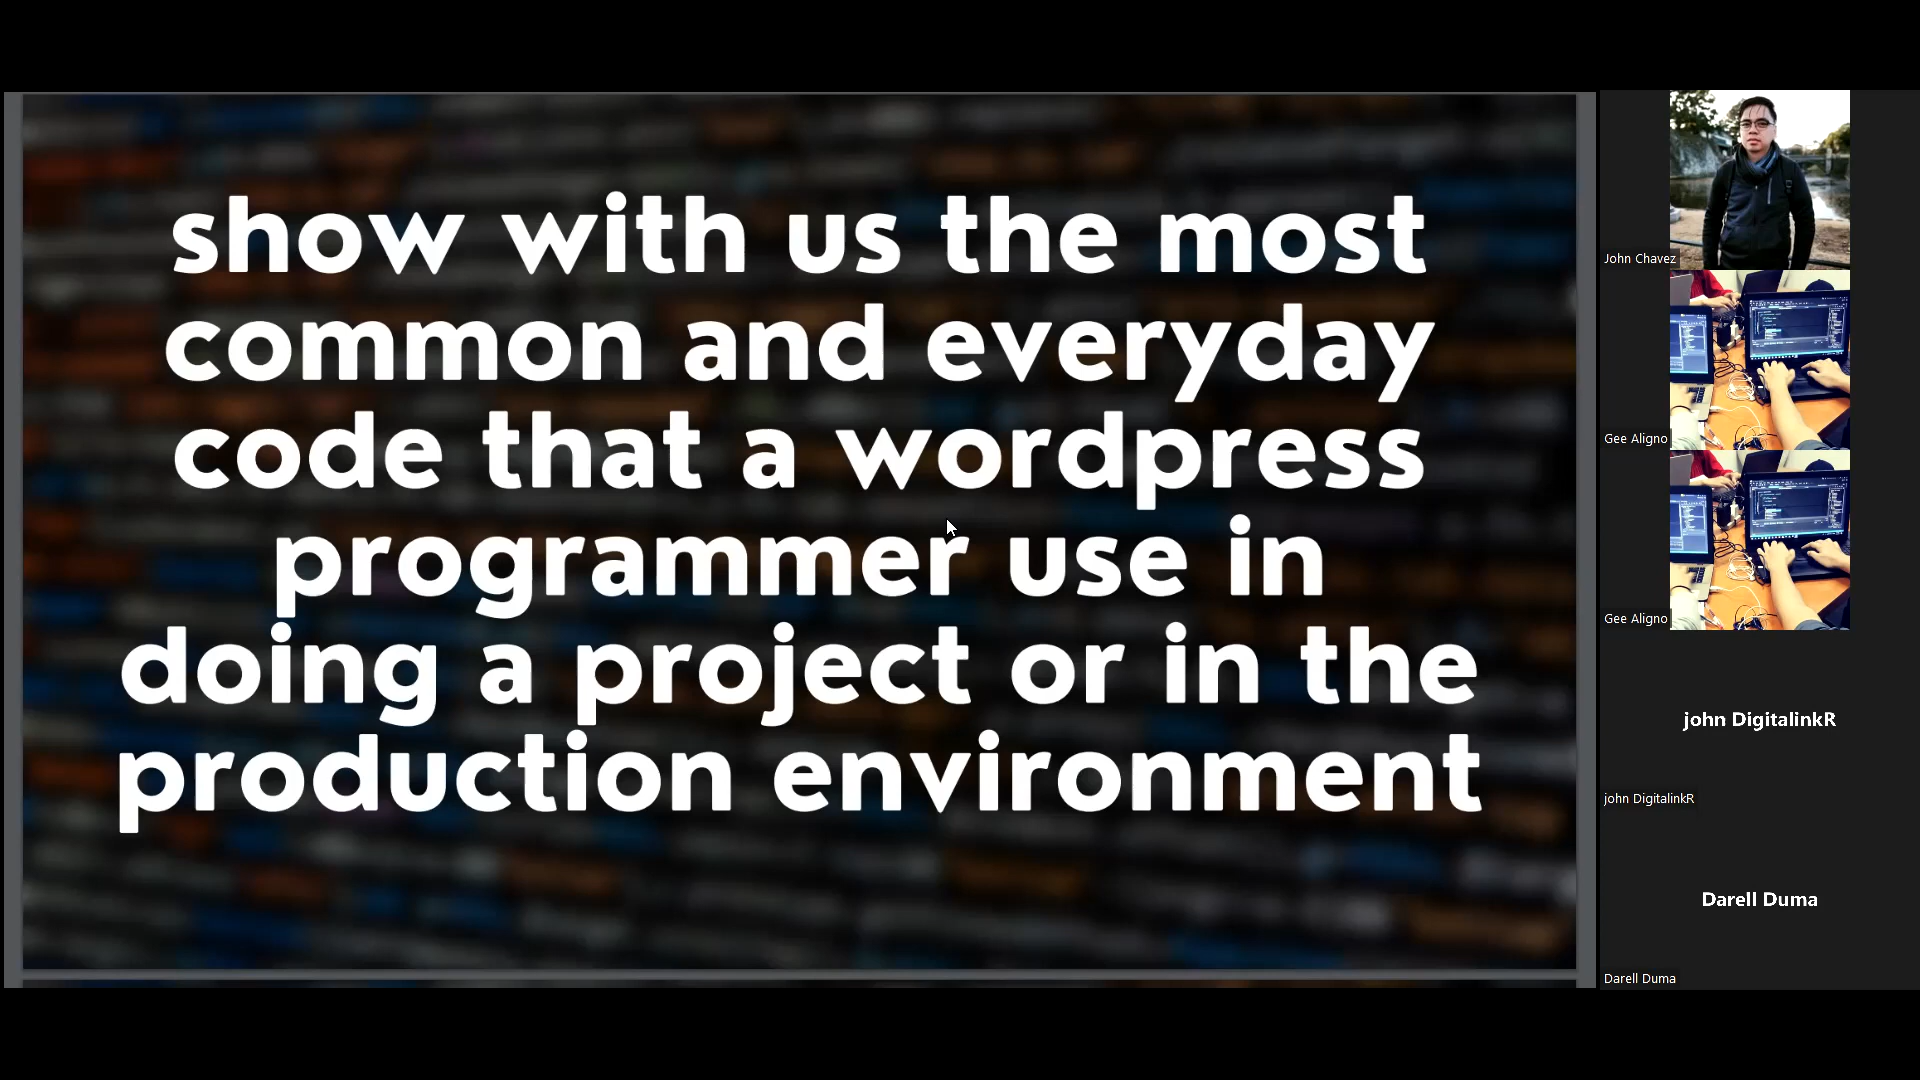 show with us the most
common and everyday
code that a wordpress
programmer use in
doing a project or in the
production environment
John Chavez
Gee Aligno
Gee Aligno
john DigitalinkR
john DigitalinkR
Darell Duma
Darell Duma